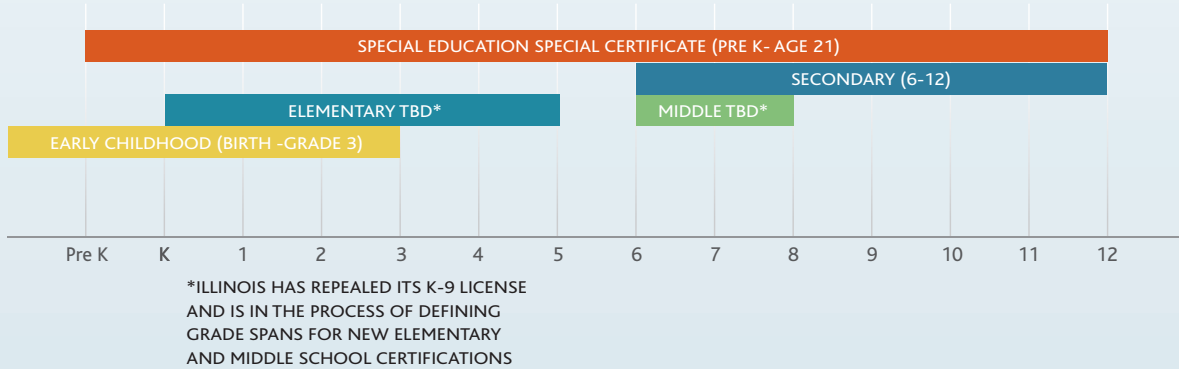 SPECIAL EDUCATION SPECIAL CERTIFICATE (PRE K- AGE 21)
SECONDARY (6-12)
ELEMENTARY TBD*
MIDDLE TBD*
EARLY CHILDHOOD (BIRTH -GRADE 3)
Pre K K 1 2 3 4 5 6 7 8 9 10 11 12
*ILLINOIS HAS REPEALED ITS K-9 LICENSE
AND IS IN THE PROCESS OF DEFINING
GRADE SPANS FOR NEW ELEMENTARY
AND MIDDLE SCHOOL CERTIFICATIONS